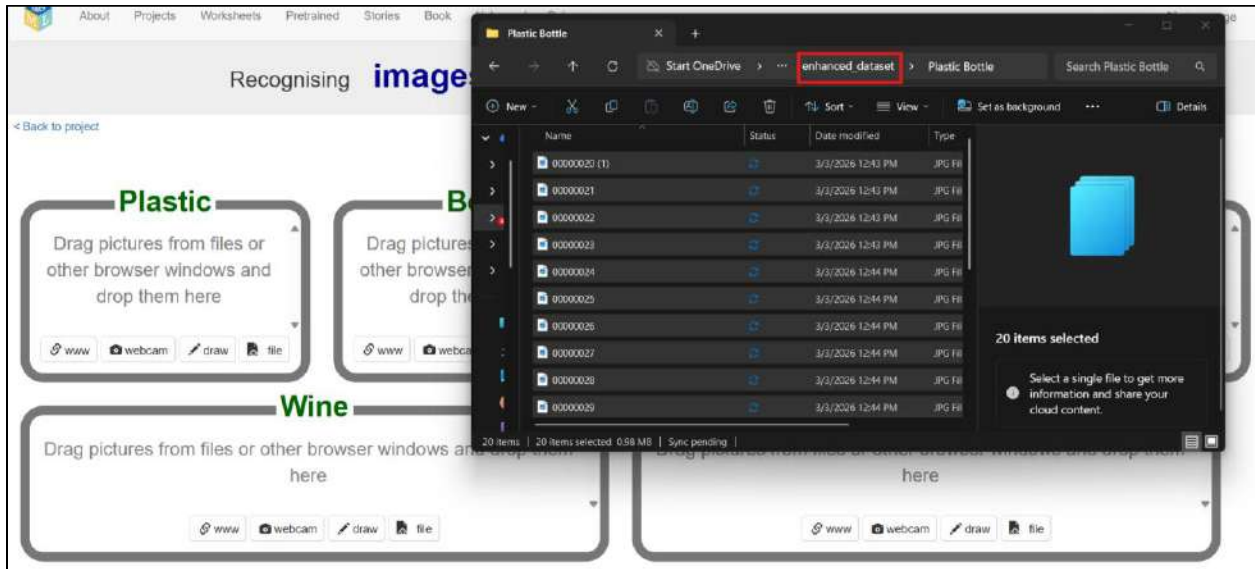 About Projects Worksheets Pretrained Stories Book
Recognising images
< Back to project
Plastic
Drag pictures from files or
other browser windows and
drop them here
www webcam draw file
Drag pictures
other browser
drop
www
Wine
Drag pictures from files or other browser windows and drop them
here
www webcam draw file
here
www webcam draw file
Plastic Bottle
Start OneDrive > ... enhanced_dataset > Plastic Bottle Search Plastic Bottle
New Sort View Set as background ... Details
Name Status Date modified Type
00000020 (1) 3/3/2026 12:43 PM JPG Fil
00000021 3/3/2026 12:43 PM JPG Fil
00000022 3/3/2026 12:43 PM JPG Fil
00000023 3/3/2026 12:43 PM JPG Fil
00000024 3/3/2026 12:44 PM JPG Fil
00000025 3/3/2026 12:44 PM JPG Fil
00000026 3/3/2026 12:44 PM JPG Fil
00000027 3/3/2026 12:44 PM JPG Fil
00000028 3/3/2026 12:44 PM JPG Fil
00000029 3/3/2026 12:44 PM JPG Fil
20 items selected
Select a single file to get more
information and share your
cloud content.
20 items | 20 items selected 0.98 MB | Sync pending |